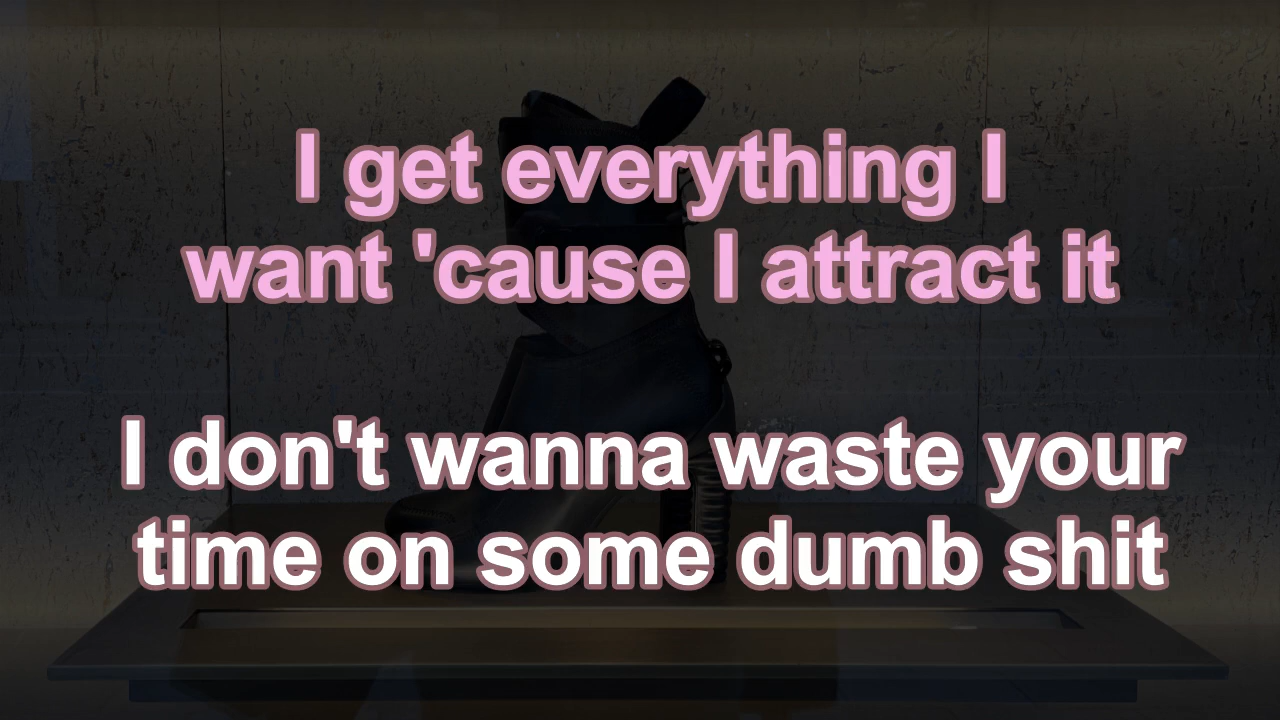 I get everything I
want 'cause I attract it
I don't wanna waste your
time on some dumb shit